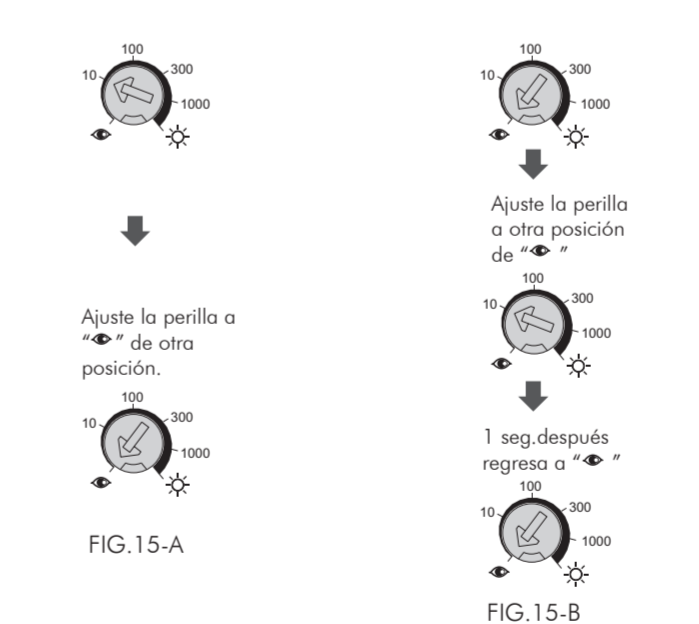 100
10
300
1000
Ajuste la perilla a
“👁” de otra
posición.
100
10
300
1000
FIG.15-A
100
10
300
1000
Ajuste la perilla
a otra posición
de “👁 ”
100
10
300
1000
1 seg.después
regresa a “👁 ”
100
10
300
1000
FIG.15-B